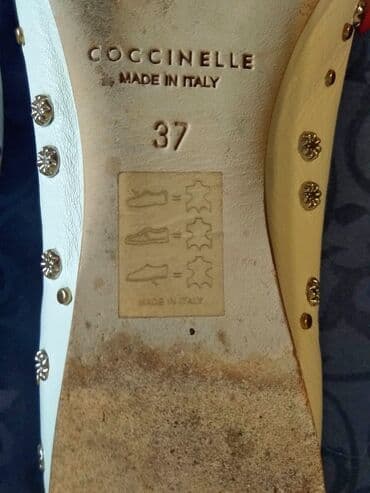 COCCINELLE
MADE IN ITALY
37
=
=
=
MADE IN ITALY